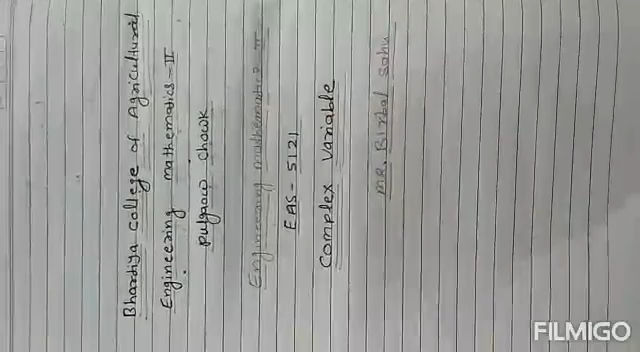 Bhartiya College of Agricultural
Engineering mathematics-II
Pulgaon Chowk
Engineering mathematics II
EAS-5121
Complex Variable
MR. Birbal Sahu
FILMIGO